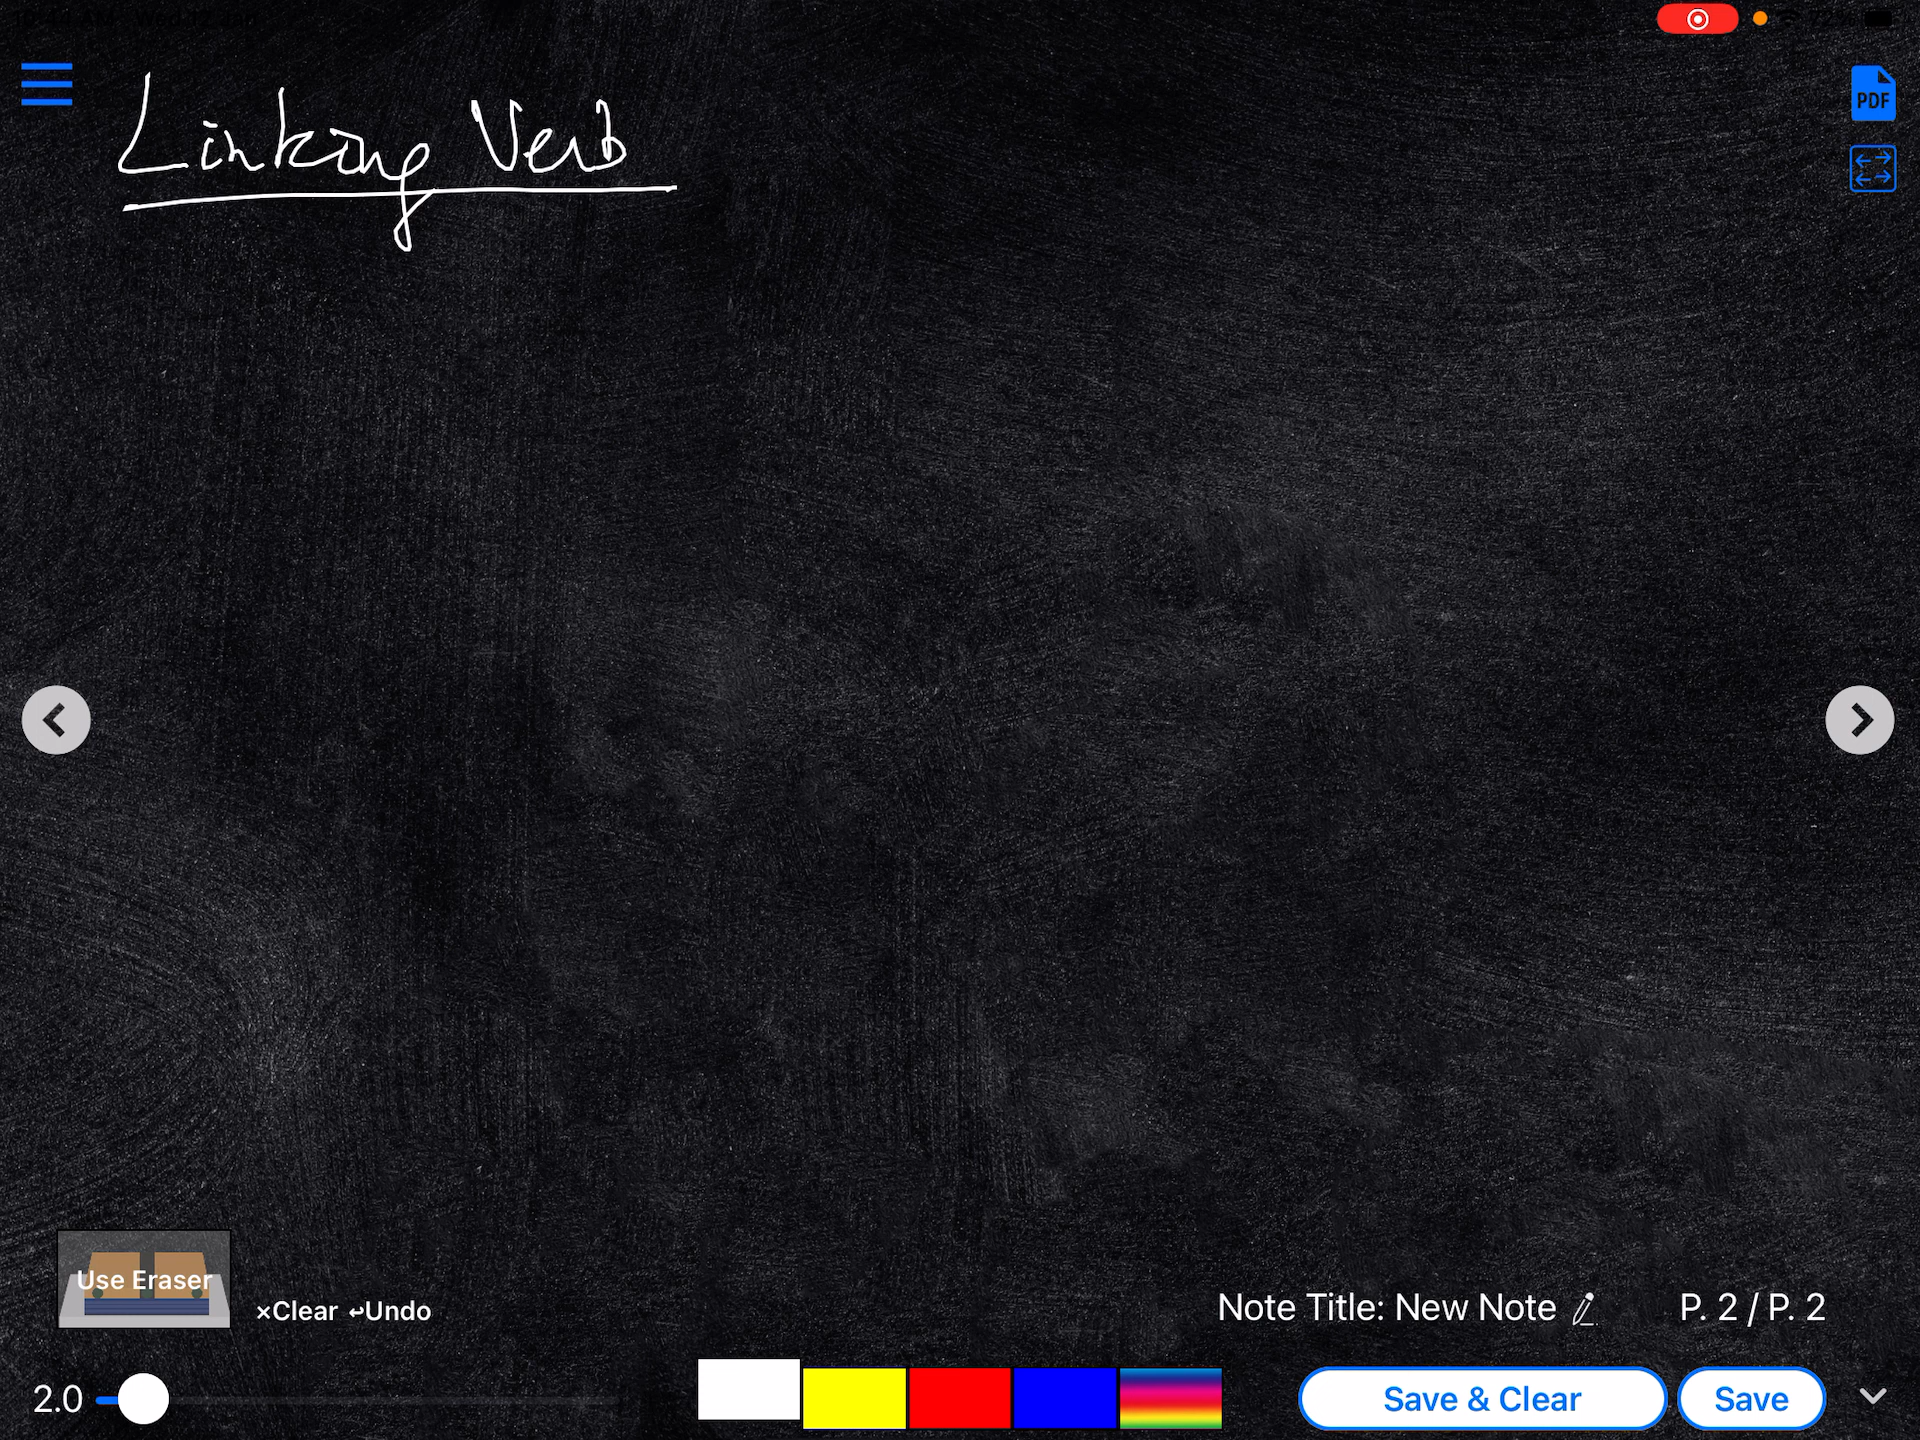 Linking Verb
PDF
Use Eraser
×Clear ↩Undo
Note Title: New Note
P. 2 / P. 2
2.0
Save & Clear
Save